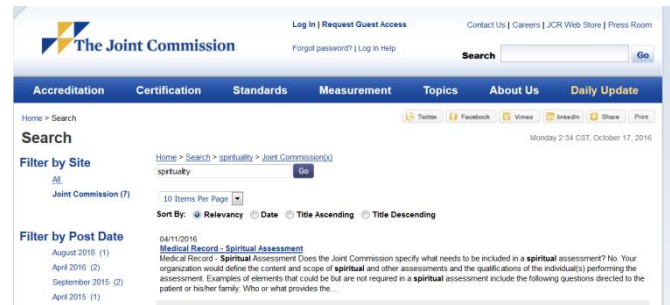 Log In | Request Guest Access
Contact Us | Careers | JCR Web Store | Press Room
The Joint Commission
Forgot password? | Log In Help
Search
Go
Accreditation Certification Standards Measurement Topics About Us Daily Update
Home > Search
Twitter Facebook Vimeo linkedin Share Print
Search
Monday 2:34 CST, October 17, 2016
Filter by Site
All
Joint Commission (7)
Home > Search > spirituality > Joint Commission(x)
spirituality
Go
10 Items Per Page
Sort By: Relevancy Date Title Ascending Title Descending
Filter by Post Date
August 2016 (1)
April 2016 (2)
September 2015 (2)
April 2015 (1)
04/11/2016
Medical Record - Spiritual Assessment
Medical Record - Spiritual Assessment Does the Joint Commission specify what needs to be included in a spiritual assessment? No. Your
organization would define the content and scope of spiritual and other assessments and the qualifications of the individual(s) performing the
assessment. Examples of elements that could be but are not required in a spiritual assessment include the following questions directed to the
patient or his/her family: Who or what provides the...